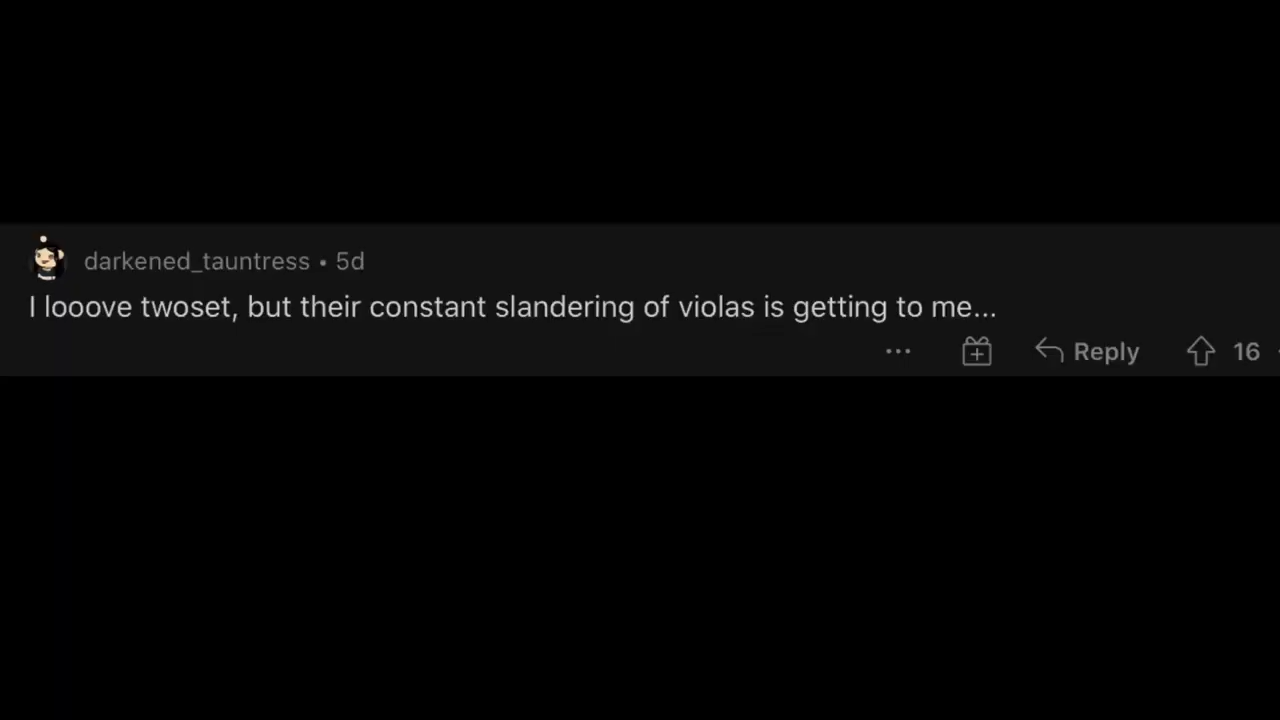 darkened_tauntress • 5d
I looove twoset, but their constant slandering of violas is getting to me...
Reply 16